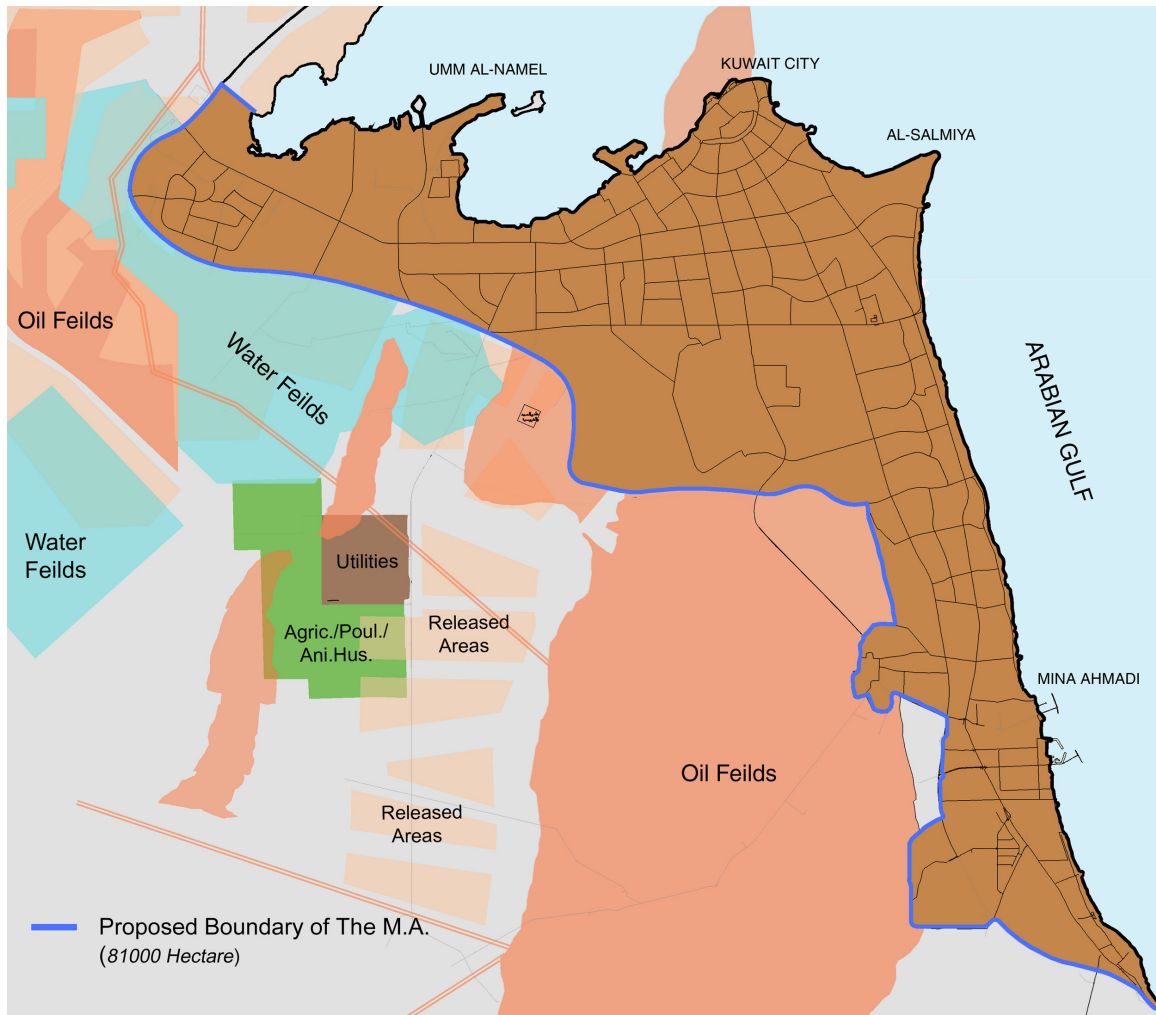 UMM AL-NAMEL
KUWAIT CITY
AL-SALMIYA
Oil Feilds
Water Feilds
ARABIAN GULF
Water
Feilds
Utilities
Agric./Poul./
Ani.Hus.
Released
Areas
MINA AHMADI
Oil Feilds
Released
Areas
Proposed Boundary of The M.A.
(81000 Hectare)